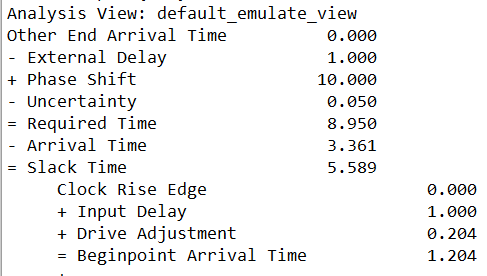 Analysis View: default_emulate_view
Other End Arrival Time 0.000
- External Delay 1.000
+ Phase Shift 10.000
- Uncertainty 0.050
= Required Time 8.950
- Arrival Time 3.361
= Slack Time 5.589
Clock Rise Edge 0.000
+ Input Delay 1.000
+ Drive Adjustment 0.204
= Beginpoint Arrival Time 1.204